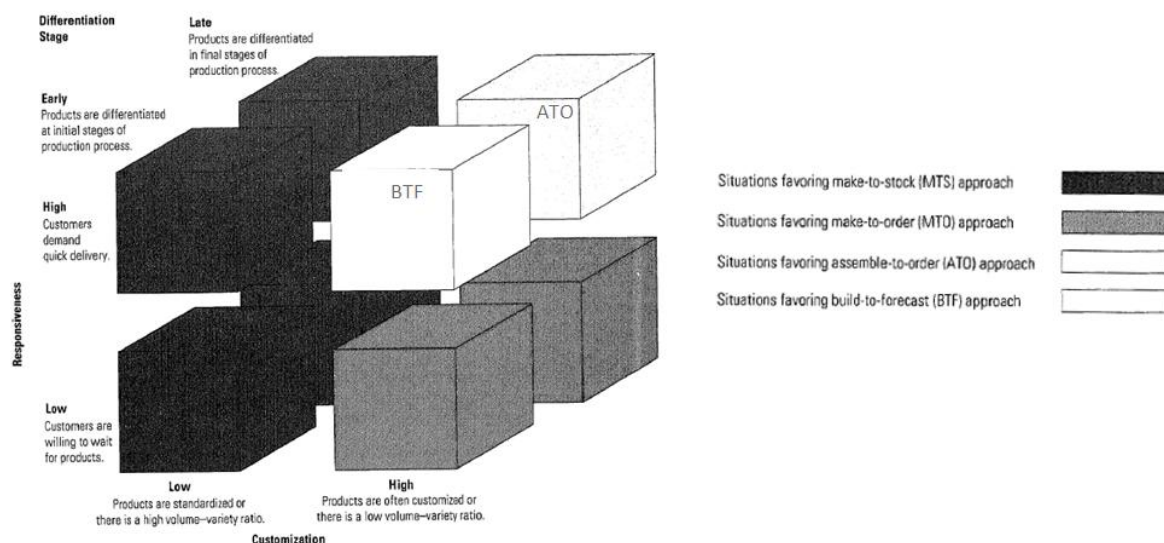 Differentiation
Stage
Late
Products are differentiated
in final stages of
production process.
Early
Products are differentiated
at initial stages of
production process.
ATO
BTF
High
Customers
demand
quick delivery.
Responsiveness
Low
Customers are
willing to wait
for products.
Low
Products are standardized or
there is a high volume–variety ratio.
High
Products are often customized or
there is a low volume–variety ratio.
Customization
Situations favoring make-to-stock (MTS) approach
Situations favoring make-to-order (MTO) approach
Situations favoring assemble-to-order (ATO) approach
Situations favoring build-to-forecast (BTF) approach